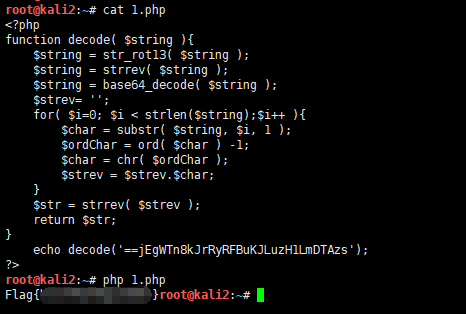 root@kali2:~# cat 1.php
<?php
function decode( $string ){
    $string = str_rot13( $string );
    $string = strrev( $string );
    $string = base64_decode( $string );
    $strev= '';
    for( $i=0; $i < strlen($string);$i++ ){
        $char = substr( $string, $i, 1 );
        $ordChar = ord( $char ) -1;
        $char = chr( $ordChar );
        $strev = $strev.$char;
    }
    $str = strrev( $strev );
    return $str;
}
    echo decode('==jEgWTn8kJrRyRFBuKJLuzH1LmDTAzs');
?>
root@kali2:~# php 1.php
Flag{ }root@kali2:~#